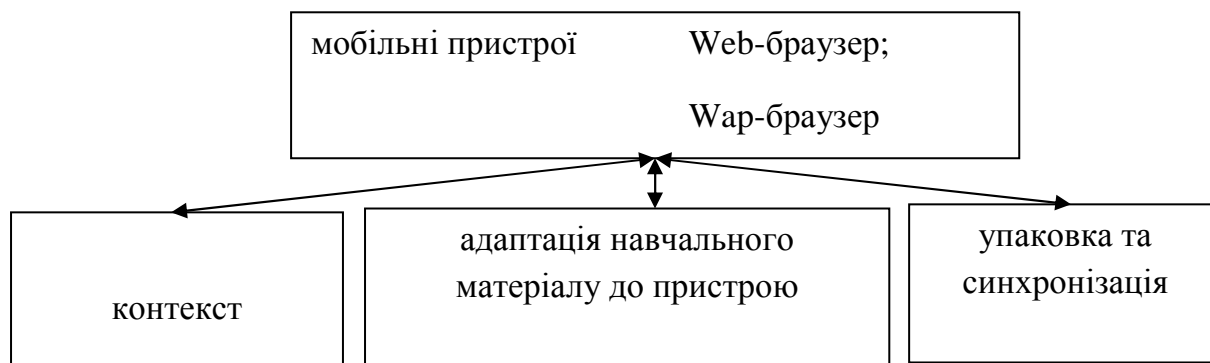 мобільні пристрої Web-браузер;
Wap-браузер
контекст
адаптація навчального
матеріалу до пристрою
упаковка та
синхронізація